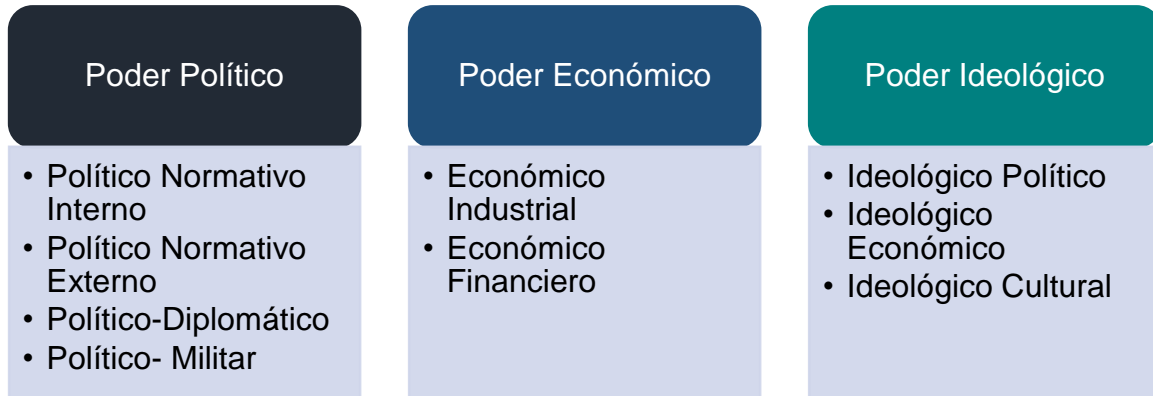 Poder Político
• Político Normativo
Interno
• Político Normativo
Externo
• Político-Diplomático
• Político- Militar
Poder Económico
• Económico
Industrial
• Económico
Financiero
Poder Ideológico
• Ideológico Político
• Ideológico
Económico
• Ideológico Cultural